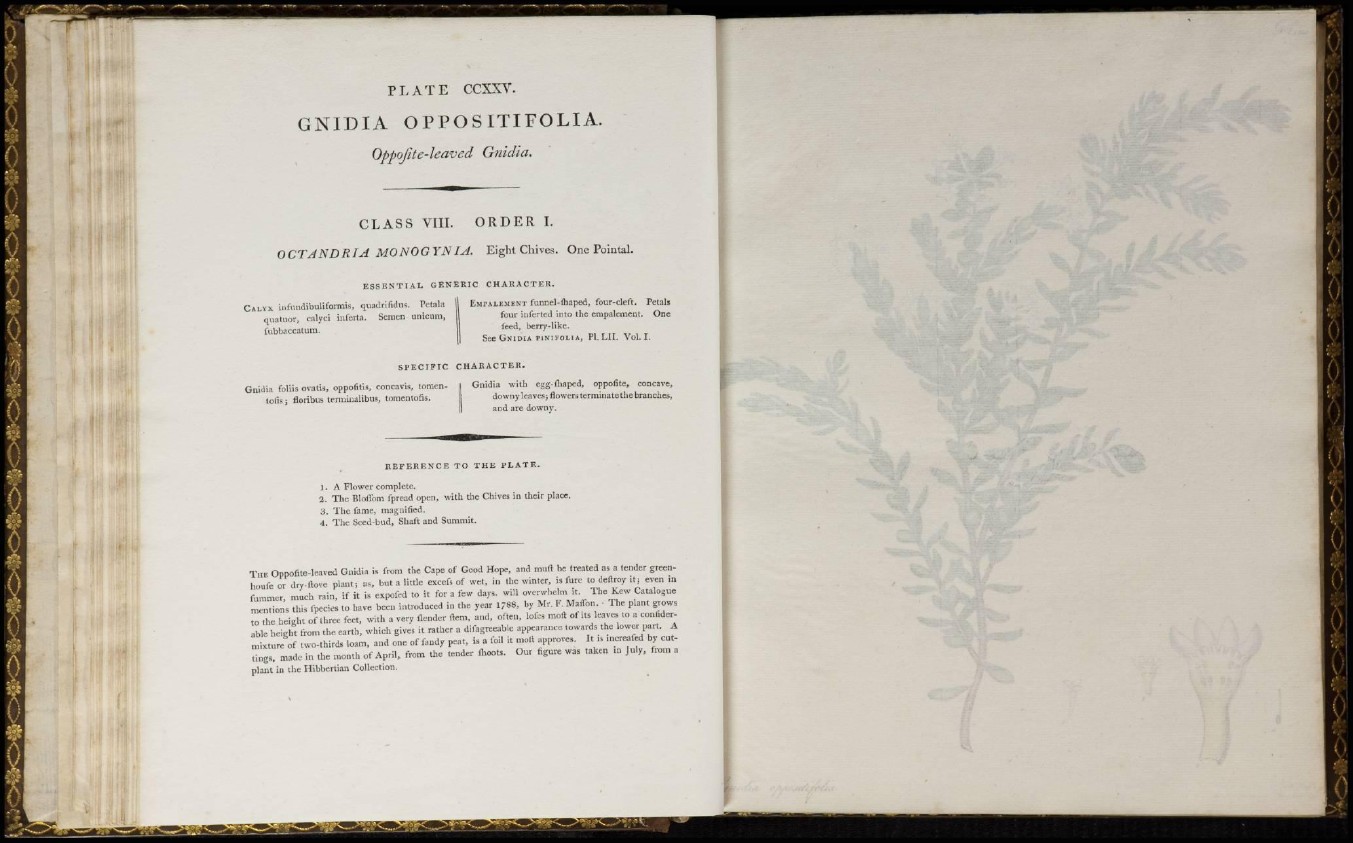 PLATE CCXXV.
GNIDIA OPPOSITIFOLIA.
Oppoſite-leaved Gnidia.
CLASS VIII. ORDER I.
OCTANDRIA MONOGYNIA. Eight Chives. One Pointal.
ESSENTIAL GENERIC CHARACTER.
CALYX infundibuliformis, quadrifidus. Petala
quatuor, calyci inſerta. Semen unicum,
ſubbaccatum.
EMPALEMENT funnel-ſhaped, four-cleft. Petals
four inſerted into the empalement. One
ſeed, berry-like.
See GNIDIA PINIFOLIA, Pl. LII. Vol. I.
SPECIFIC CHARACTER.
Gnidia foliis ovatis, oppoſitis, concavis, tomen-
toſis; floribus terminalibus, tomentoſis.
Gnidia with egg-ſhaped, oppoſite, concave,
downy leaves; flowers terminate the branches,
and are downy.
REFERENCE TO THE PLATE.
1. A Flower complete.
2. The Bloſſom ſpread open, with the Chives in their place.
3. The ſame, magnified.
4. The Seed-bud, Shaft and Summit.
THE Oppoſite-leaved Gnidia is from the Cape of Good Hope, and muſt be treated as a tender green-
houſe or dry-ſtove plant; as, but a little exceſs of wet, in the winter, is ſure to deſtroy it; even in
ſummer, much rain, if it is expoſed to it for a few days, will overwhelm it. The Kew Catalogue
mentions this ſpecies to have been introduced in the year 1788, by Mr. F. Maſſon. The plant grows
to the height of three feet, with a very ſlender ſtem, and, often, loſes moſt of its leaves to a conſider-
able height from the earth, which gives it rather a diſagreeable appearance towards the lower part. A
mixture of two-thirds loam, and one of ſandy peat, is a ſoil it moſt approves. It is increaſed by cut-
tings, made in the month of April, from the tender ſhoots. Our figure was taken in July, from a
plant in the Hibbertian Collection.
oppositifolia